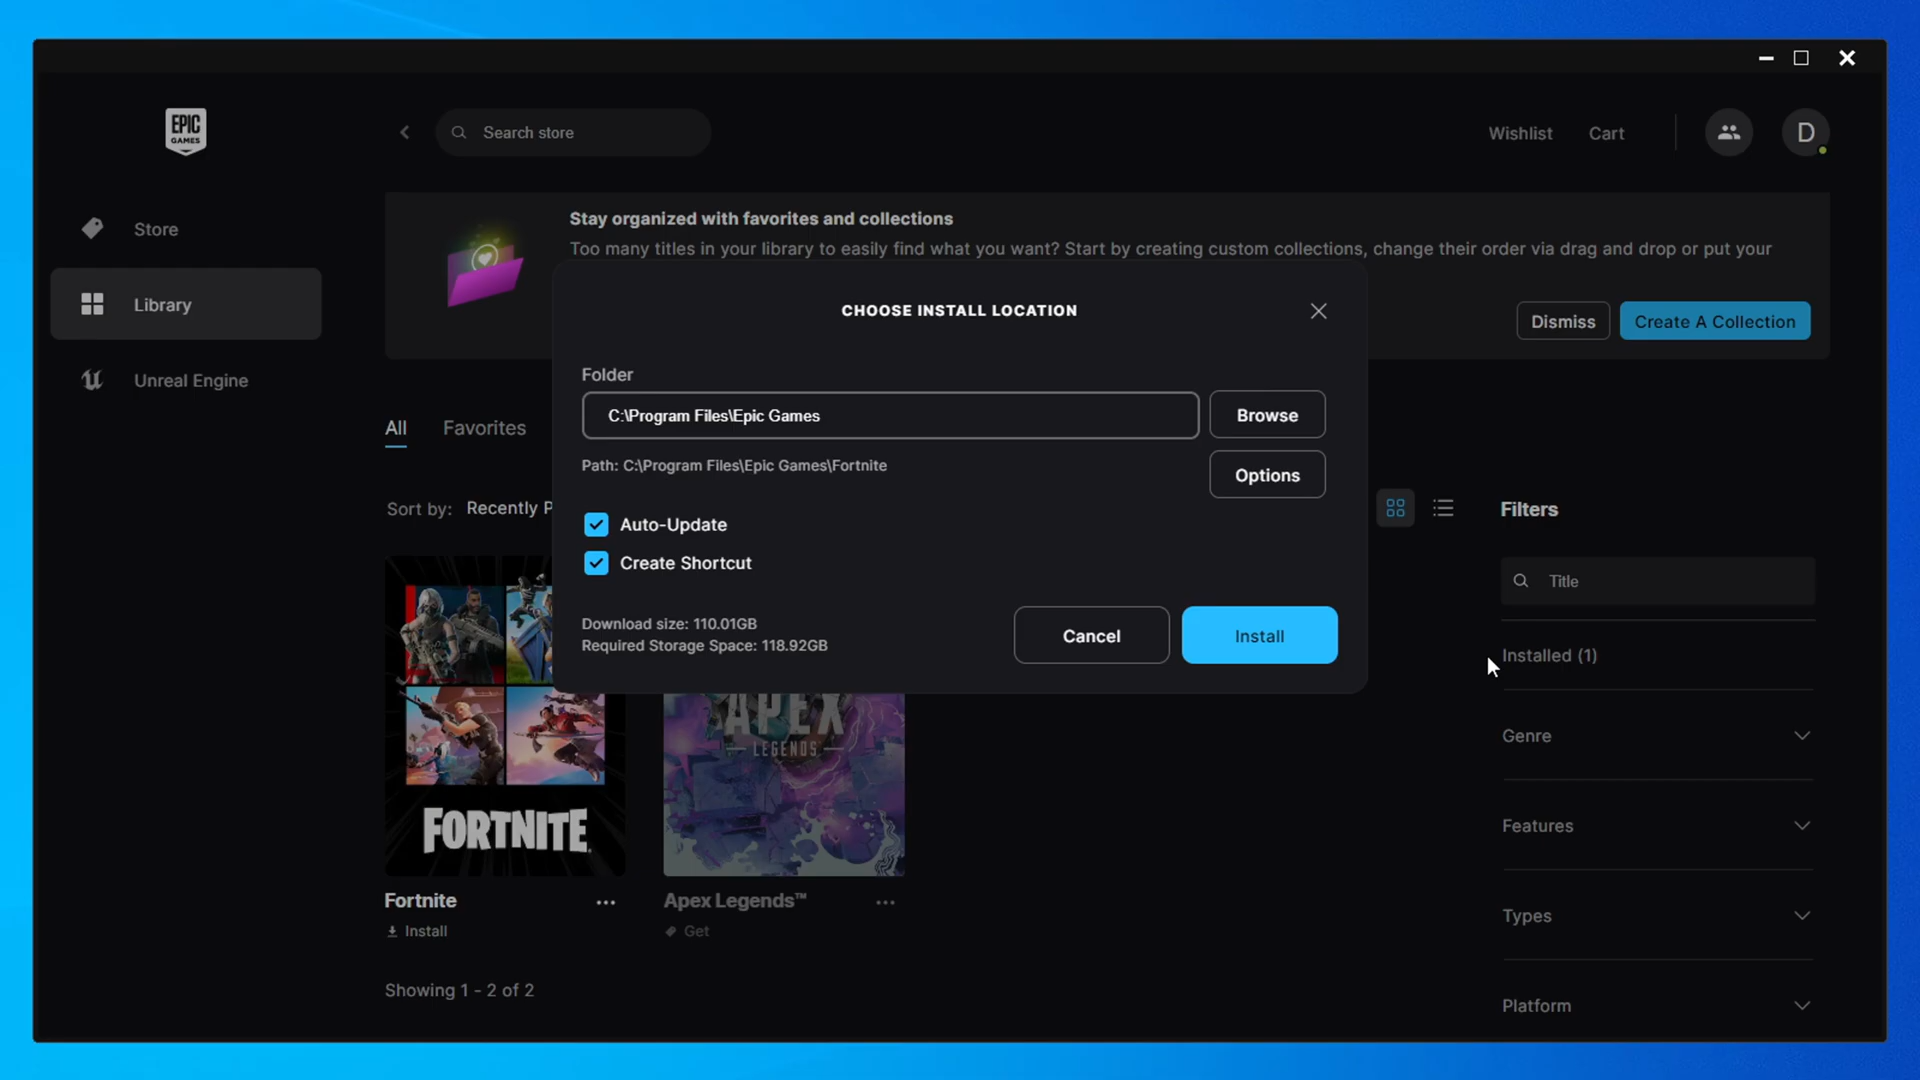 EPIC
GAMES
Search store
Wishlist
Cart
D
Store
Library
Unreal Engine
Stay organized with favorites and collections
Too many titles in your library to easily find what you want? Start by creating custom collections, change their order via drag and drop or put your
Dismiss
Create A Collection
CHOOSE INSTALL LOCATION
Folder
C:\Program Files\Epic Games
Browse
Path: C:\Program Files\Epic Games\Fortnite
Options
Auto-Update
Create Shortcut
Download size: 110.01GB
Required Storage Space: 118.92GB
Cancel
Install
All
Favorites
Sort by: Recently P
Filters
Title
Installed (1)
Genre
Features
Types
Platform
FORTNITE
APEX
LEGENDS
Fortnite
Install
Apex Legends™
Get
Showing 1 - 2 of 2